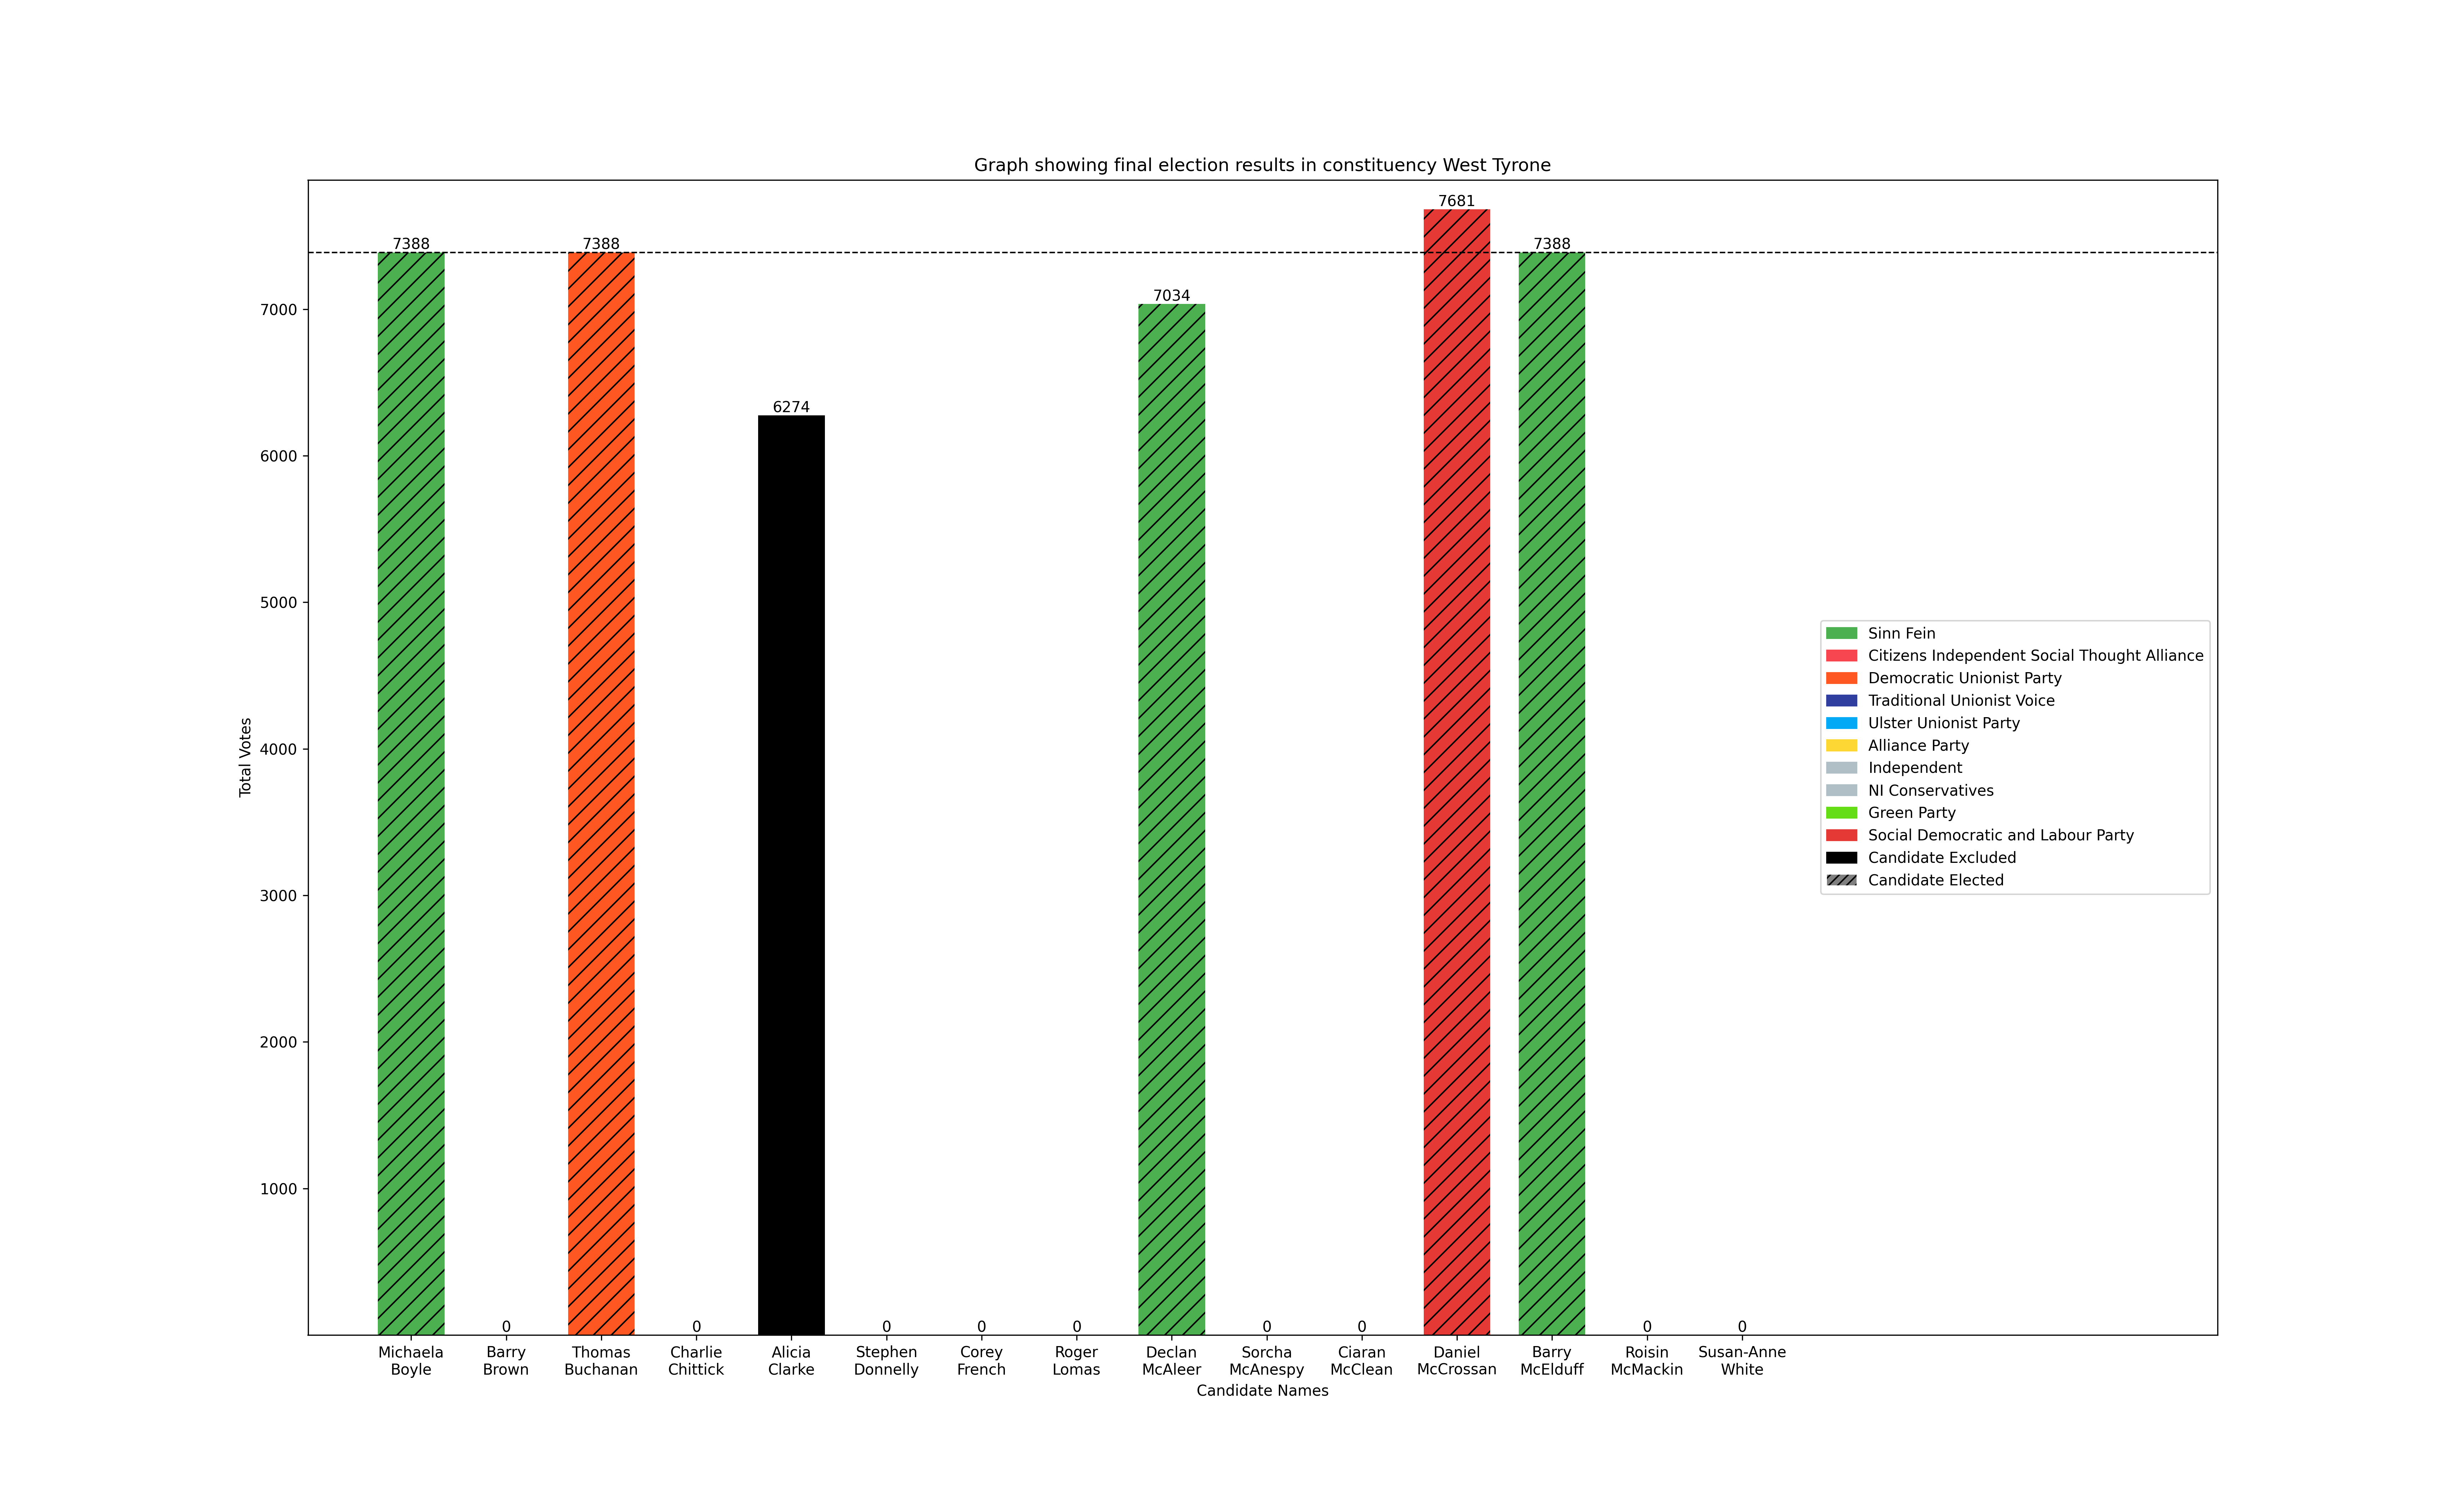 Graph showing final election results in constituency West Tyrone
7681
7388
7388
7388
7034
6274
7000
6000
5000
4000
3000
2000
1000
Total Votes
0
0
0
0
0
0
0
0
0
Sinn Fein
Citizens Independent Social Thought Alliance
Democratic Unionist Party
Traditional Unionist Voice
Ulster Unionist Party
Alliance Party
Independent
NI Conservatives
Green Party
Social Democratic and Labour Party
Candidate Excluded
Candidate Elected
Michaela
Boyle
Barry
Brown
Thomas
Buchanan
Charlie
Chittick
Alicia
Clarke
Stephen
Donnelly
Corey
French
Roger
Lomas
Declan
McAleer
Sorcha
McAnespy
Ciaran
McClean
Daniel
McCrossan
Barry
McElduff
Roisin
McMackin
Susan-Anne
White
Candidate Names